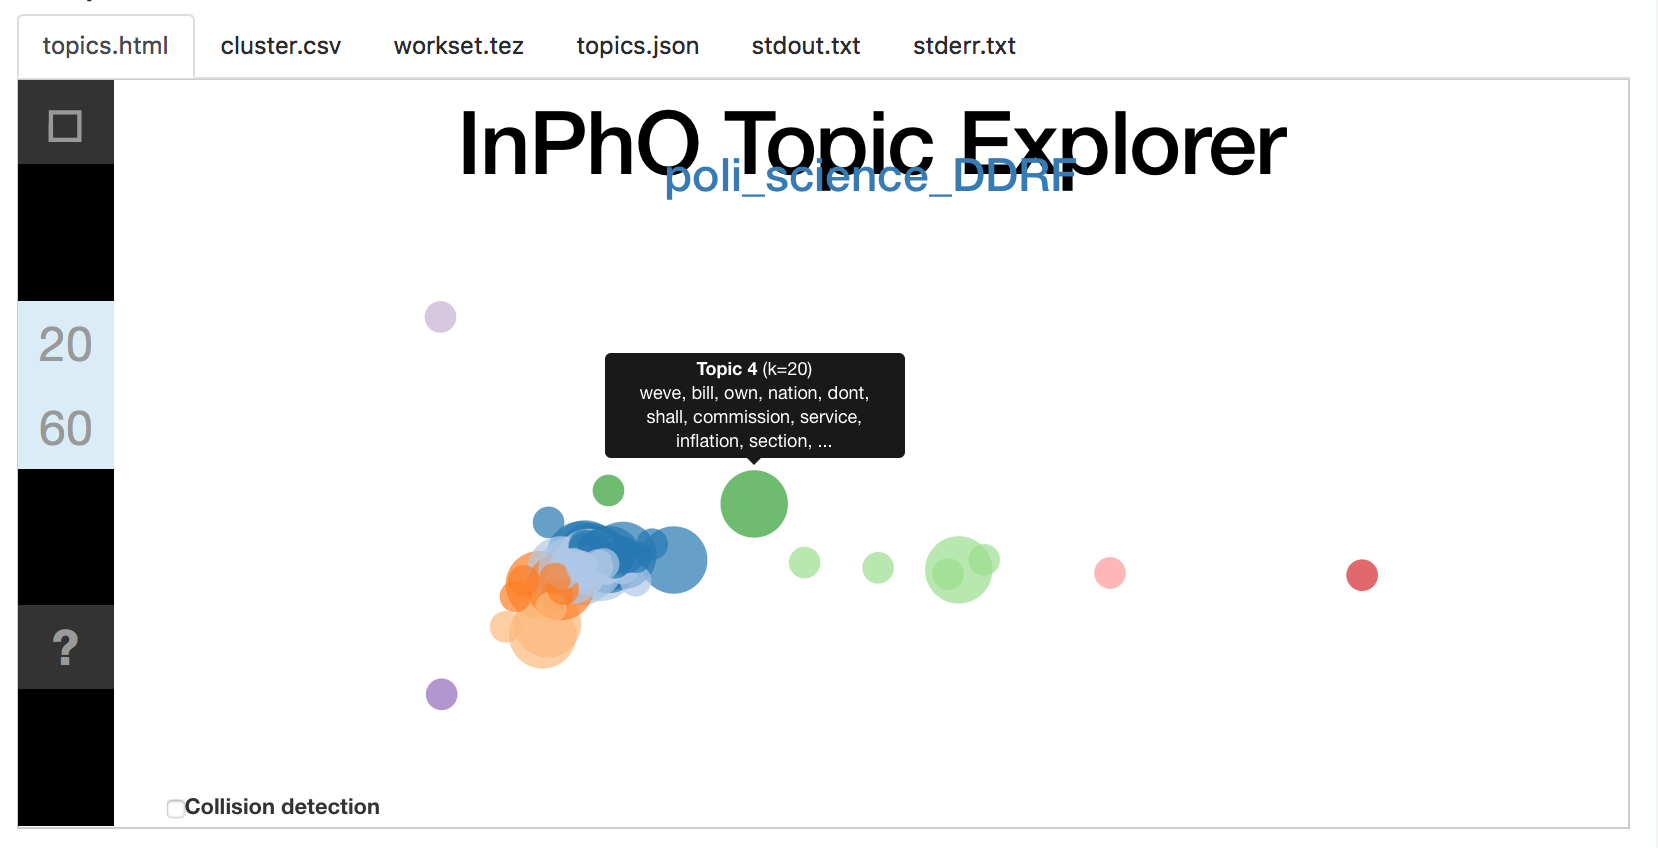 topics.html cluster.csv workset.tez topics.json stdout.txt stderr.txt
InPhO Topic Explorer
poli_science_DDRF
20
60
Topic 4 (k=20)
weve, bill, own, nation, dont,
shall, commission, service,
inflation, section, ...
?
Collision detection